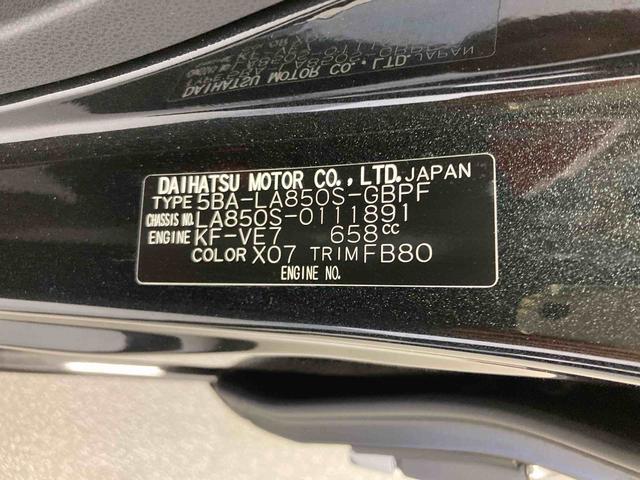 DAIHATSU MOTOR CO., LTD. JAPAN
TYPE 5BA-LA850S-GBPF
CHASSIS NO. LA850S-0111891
ENGINE KF-VE7 658cc
COLOR X07 TRIM FB80
ENGINE NO.